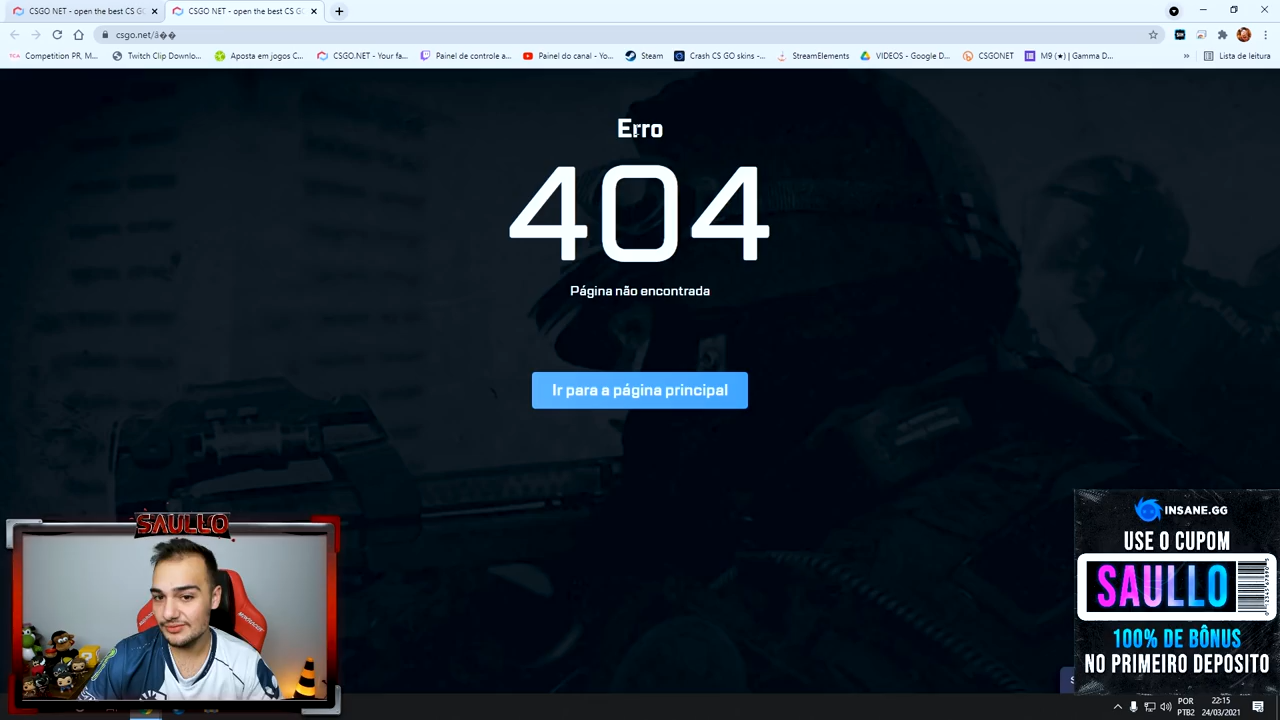 CSGO NET - open the best CS GO
CSGO NET - open the best CS GO
csgo.net/â��
Competition PR, M...
Twitch Clip Downlo...
Aposta em jogos C...
CSGO.NET - Your fa...
Painel de controle a...
Painel do canal - Yo...
Steam
Crash CS GO skins -...
StreamElements
VIDEOS - Google D...
CSGONET
M9 (★) | Gamma D...
»
Lista de leitura
Erro
404
Página não encontrada
Ir para a página principal
SAULLO
INSANE.GG
USE O CUPOM
SAULLO
100% DE BÔNUS
NO PRIMEIRO DEPOSITO
POR
PTB2
22:15
24/03/2021